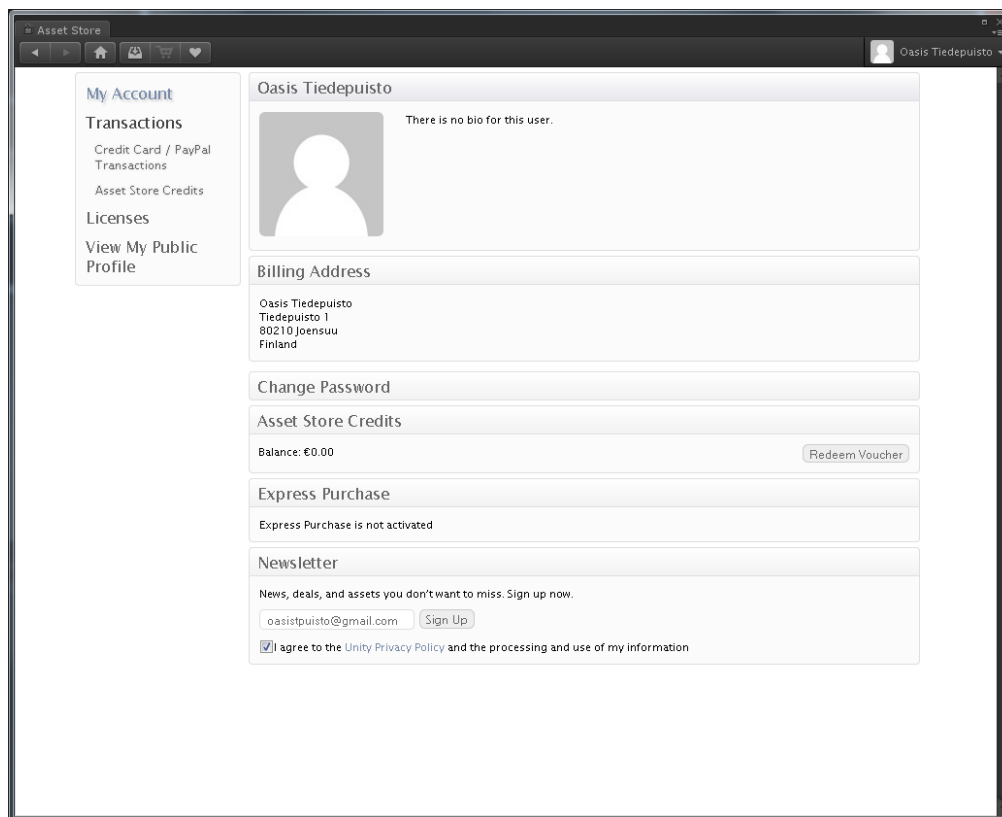 Asset Store
Oasis Tiedepuisto
My Account
Transactions
Credit Card / PayPal
Transactions
Asset Store Credits
Licenses
View My Public
Profile
Oasis Tiedepuisto
There is no bio for this user.
Billing Address
Oasis Tiedepuisto
Tiedepuisto 1
80210 Joensuu
Finland
Change Password
Asset Store Credits
Balance: €0.00
Redeem Voucher
Express Purchase
Express Purchase is not activated
Newsletter
News, deals, and assets you don't want to miss. Sign up now.
oasistpuisto@gmail.com
Sign Up
I agree to the Unity Privacy Policy and the processing and use of my information